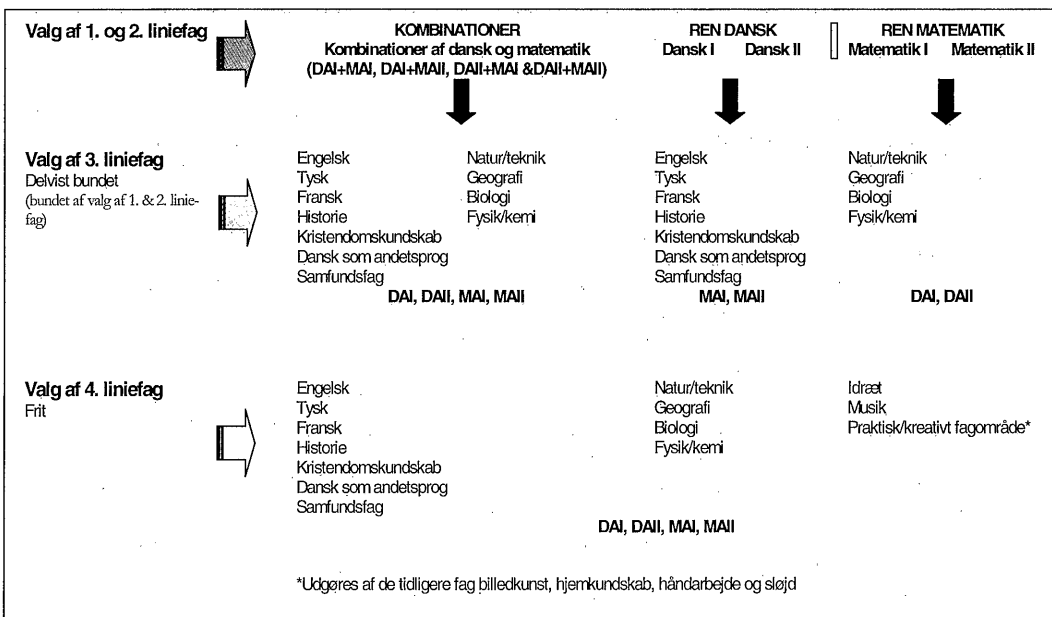 Valg af 1. og 2. liniefag
KOMBINATIONER
Kombinationer af dansk og matematik
(DAI+MAI, DAI+MAII, DAII+MAI &DAII+MAII)
REN DANSK
Dansk I Dansk II
REN MATEMATIK
Matematik I Matematik II
Valg af 3. liniefag
Delvist bundet
(bundet af valg af 1. & 2. linie-
fag)
Engelsk
Tysk
Fransk
Historie
Kristendomskundskab
Dansk som andetsprog
Samfundsfag
Natur/teknik
Geografi
Biologi
Fysik/kemi
DAI, DAII, MAI, MAII
Engelsk
Tysk
Fransk
Historie
Kristendomskundskab
Dansk som andetsprog
Samfundsfag
MAI, MAII
Natur/teknik
Geografi
Biologi
Fysik/kemi
DAI, DAII
Valg af 4. liniefag
Frit
Engelsk
Tysk
Fransk
Historie
Kristendomskundskab
Dansk som andetsprog
Samfundsfag
Natur/teknik
Geografi
Biologi
Fysik/kemi
Idræt
Musik
Praktisk/kreativt fagområde*
DAI, DAII, MAI, MAII
*Udgøres af de tidligere fag billedkunst, hjemkundskab, håndarbejde og sløjd